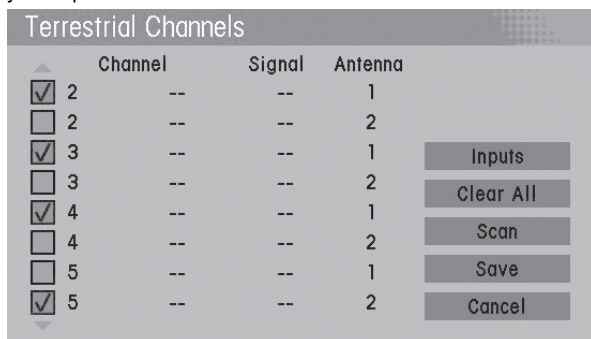 Terrestrial Channels
Channel Signal Antenna
2 -- -- 1
2 -- -- 2
3 -- -- 1
3 -- -- 2
4 -- -- 1
4 -- -- 2
5 -- -- 1
5 -- -- 2
Inputs
Clear All
Scan
Save
Cancel